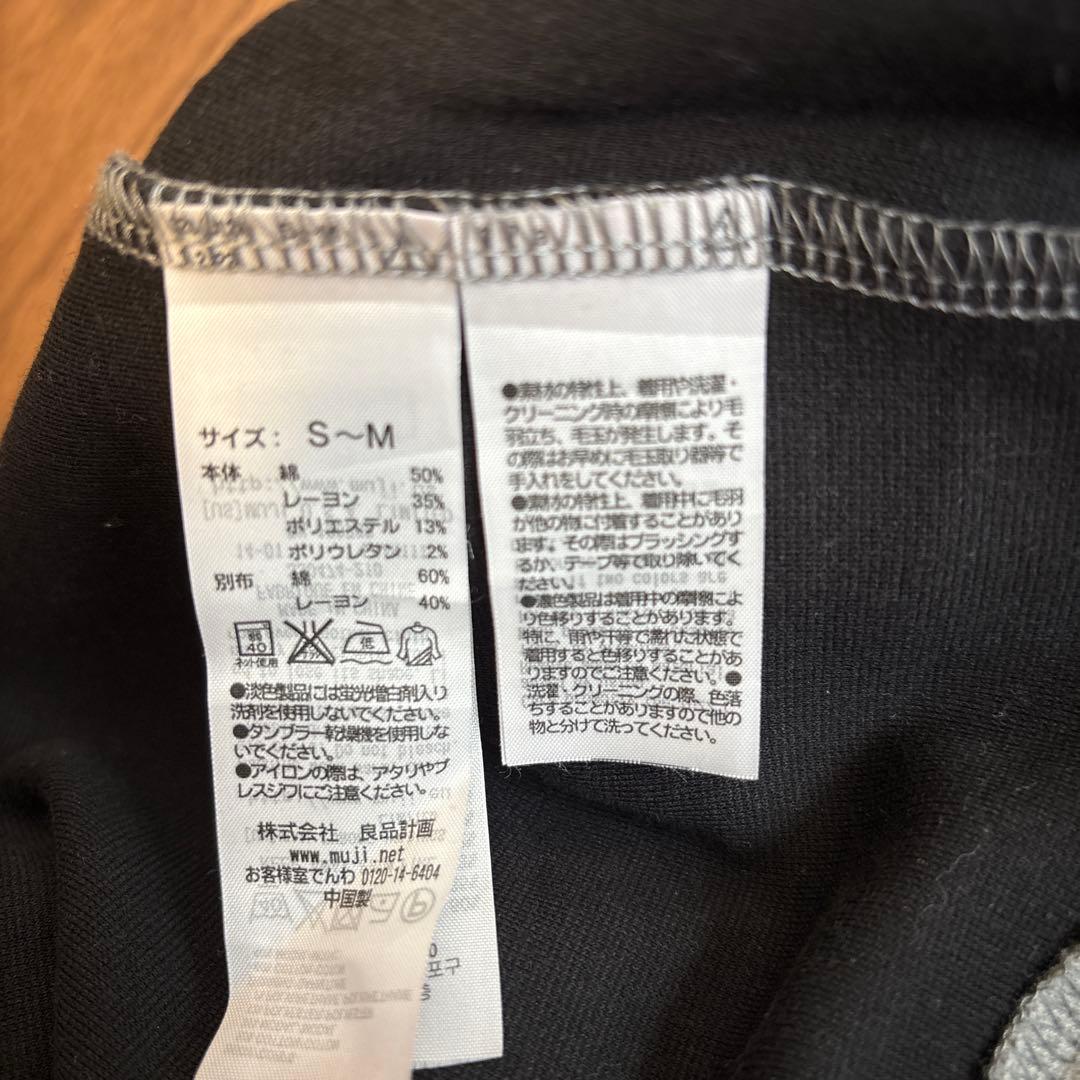 サイズ: S～M
本体 綿 50%
レーヨン 35%
ポリエステル 13%
ポリウレタン 2%
別布 綿 60%
レーヨン 40%
40
ネット使用
低
●淡色製品には蛍光増白剤入り
洗剤を使用しないでください。
●タンブラー乾燥機を使用しな
いでください。
●アイロンの際は、アタリやプ
レスジワにご注意ください。
株式会社 良品計画
www.muji.net
お客様室でんわ 0120-14-6404
中国製
●素材の特性上、着用や洗濯・
クリーニング時の摩擦により毛
羽立ち、毛玉が発生します。そ
の際はお早めに毛玉取り器等で
手入れをしてください。
●素材の特性上、着用中に毛羽
が他の物に付着することがあり
ます。その際はブラッシングす
るか、テープ等で取り除いてく
ださい。
●濃色製品は着用中の摩擦によ
り色移りすることがあります。
特に、雨や汗等で濡れた状態で
着用すると色移りすることがあ
りますのでご注意ください。●
洗濯・クリーニングの際、色落
ちすることがありますので他の
物と分けて洗ってください。
포구